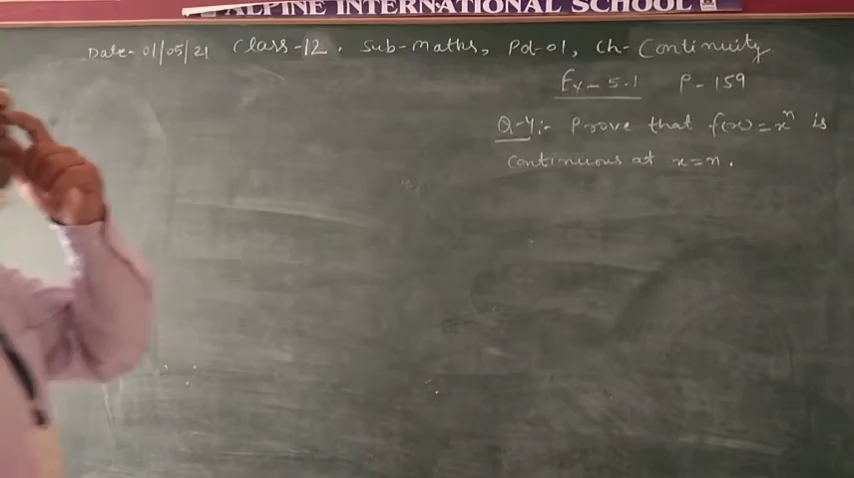 ALPINE INTERNATIONAL SCHOOL
Date- 01/05/21 Class-12. Sub-Maths, Pd-01, Ch-Continuity
Ex-5.1 P-159
Q-4:- Prove that f(x)=xⁿ is
continuous at x=n.